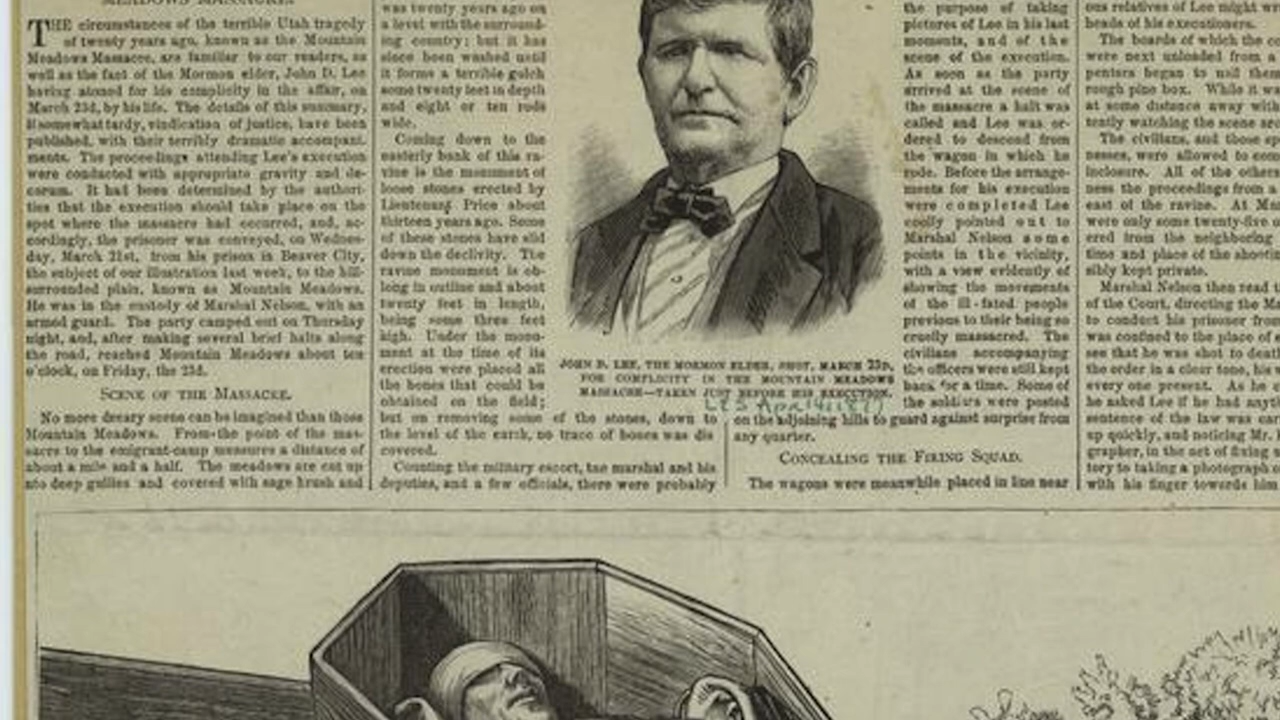 MEADOWS MASSACRE.
THE circumstances of the terrible Utah tragedy
of twenty years ago, known as the Mountain
Meadows Massacre, are familiar to our readers, as
well as the fact of the Mormon elder, John D. Lee
having atoned for his complicity in the affair, on
March 23d, by his life. The details of this summary,
if somewhat tardy, vindication of justice, have been
published, with their terribly dramatic accompani-
ments. The proceedings attending Lee's execution
were conducted with appropriate gravity and de-
corum. It had been determined by the authori-
ties that the execution should take place on the
spot where the massacre had occurred, and, ac-
cordingly, the prisoner was conveyed, on Wednes-
day, March 21st, from his prison in Beaver City,
the subject of our illustration last week, to the hill-
surrounded plain, known as Mountain Meadows.
He was in the custody of Marshal Nelson, with an
armed guard. The party camped out on Thursday
night, and, after making several brief halts along
the road, reached Mountain Meadows about ten
o'clock, on Friday, the 23d.
SCENE OF THE MASSACRE.
No more dreary scene can be imagined than those
Mountain Meadows. From the point of the mas-
sacre to the emigrant-camp measures a distance of
about a mile and a half. The meadows are cut up
into deep gullies and covered with sage brush and
was twenty years ago on
a level with the surround-
ing country; but it has
since been washed until
it forms a terrible gulch
some twenty feet in depth
and eight or ten rods
wide.
Coming down to the
easterly bank of this ra-
vine is the monument of
loose stones erected by
Lieutenant Price about
thirteen years ago. Some
of these stones have slid
down the declivity. The
ravine monument is ob-
long in outline and about
twenty feet in length,
being some three feet
high. Under the monu-
ment at the time of its
erection were placed all
the bones that could be
obtained on the field;
but on removing some of the stones, down to
the level of the earth, no trace of bones was dis
covered.
Counting the military escort, the marshal and his
deputies, and a few officials, there were probably
JOHN D. LEE, THE MORMON ELDER, SHOT, MARCH 23D,
FOR COMPLICITY IN THE MOUNTAIN MEADOWS
MASSACRE—TAKEN JUST BEFORE HIS EXECUTION.
the purpose of taking
pictures of Lee in his last
moments, and of the
scene of the execution.
As soon as the party
arrived at the scene of
the massacre a halt was
called and Lee was or-
dered to descend from
the wagon in which he
rode. Before the arrange-
ments for his execution
were completed Lee
coolly pointed out to
Marshal Nelson some
points in the vicinity,
with a view evidently of
showing the movements
of the ill-fated people
previous to their being so
cruelly massacred. The
civilians accompanying
the officers were still kept
back for a time. Some of
the soldiers were posted
on the adjoining hills to guard against surprise from
any quarter.
CONCEALING THE FIRING SQUAD.
The wagons were meanwhile placed in line near
ous relatives of Lee might
heads of his executioners.
The boards of which the
were next unloaded from a
penters began to nail them
rough pine box. While it was
at some distance away with
tently watching the scene
The civilians, and those
nesses, were allowed to
inclosure. All of the others
ness the proceedings from a
east of the ravine. At
were only some twenty-five
ered from the neighboring
time and place of the
sibly kept private.
Marshal Nelson then read
of the Court, directing the
to conduct his prisoner from
was confined to the place of
see that he was shot to
the order in a clear tone, his
every one present. As he
he asked Lee if he had
sentence of the law was
up quickly, and noticing Mr.
grapher, in the act of fixing
tory to taking a photograph
with his finger towards him